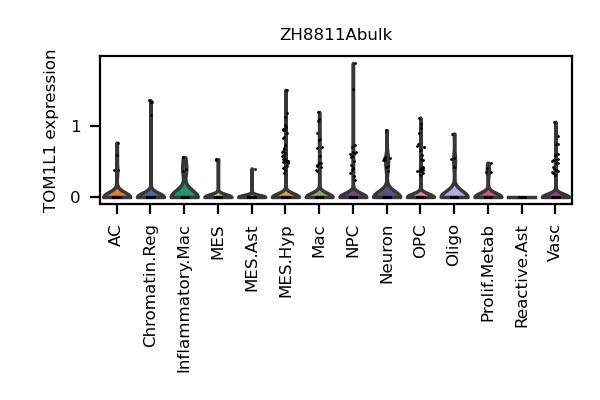 ZH8811Abulk
TOM1L1 expression
1
0
AC
Chromatin.Reg
Inflammatory.Mac
MES
MES.Ast
MES.Hyp
Mac
NPC
Neuron
OPC
Oligo
Prolif.Metab
Reactive.Ast
Vasc